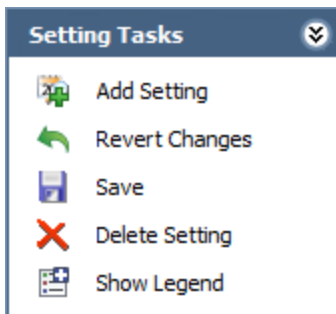 Setting Tasks
Add Setting
Revert Changes
Save
Delete Setting
Show Legend